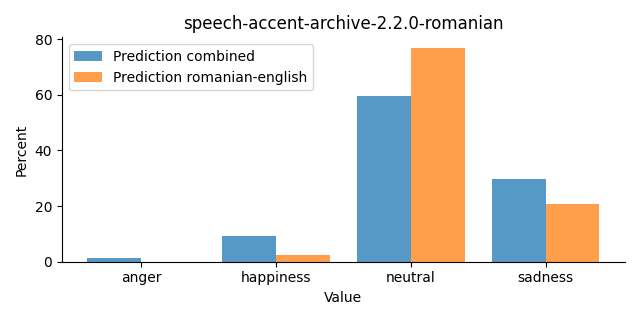 speech-accent-archive-2.2.0-romanian
80
Prediction combined
Prediction romanian-english
60
40
20
0
Percent
anger happiness neutral sadness
Value